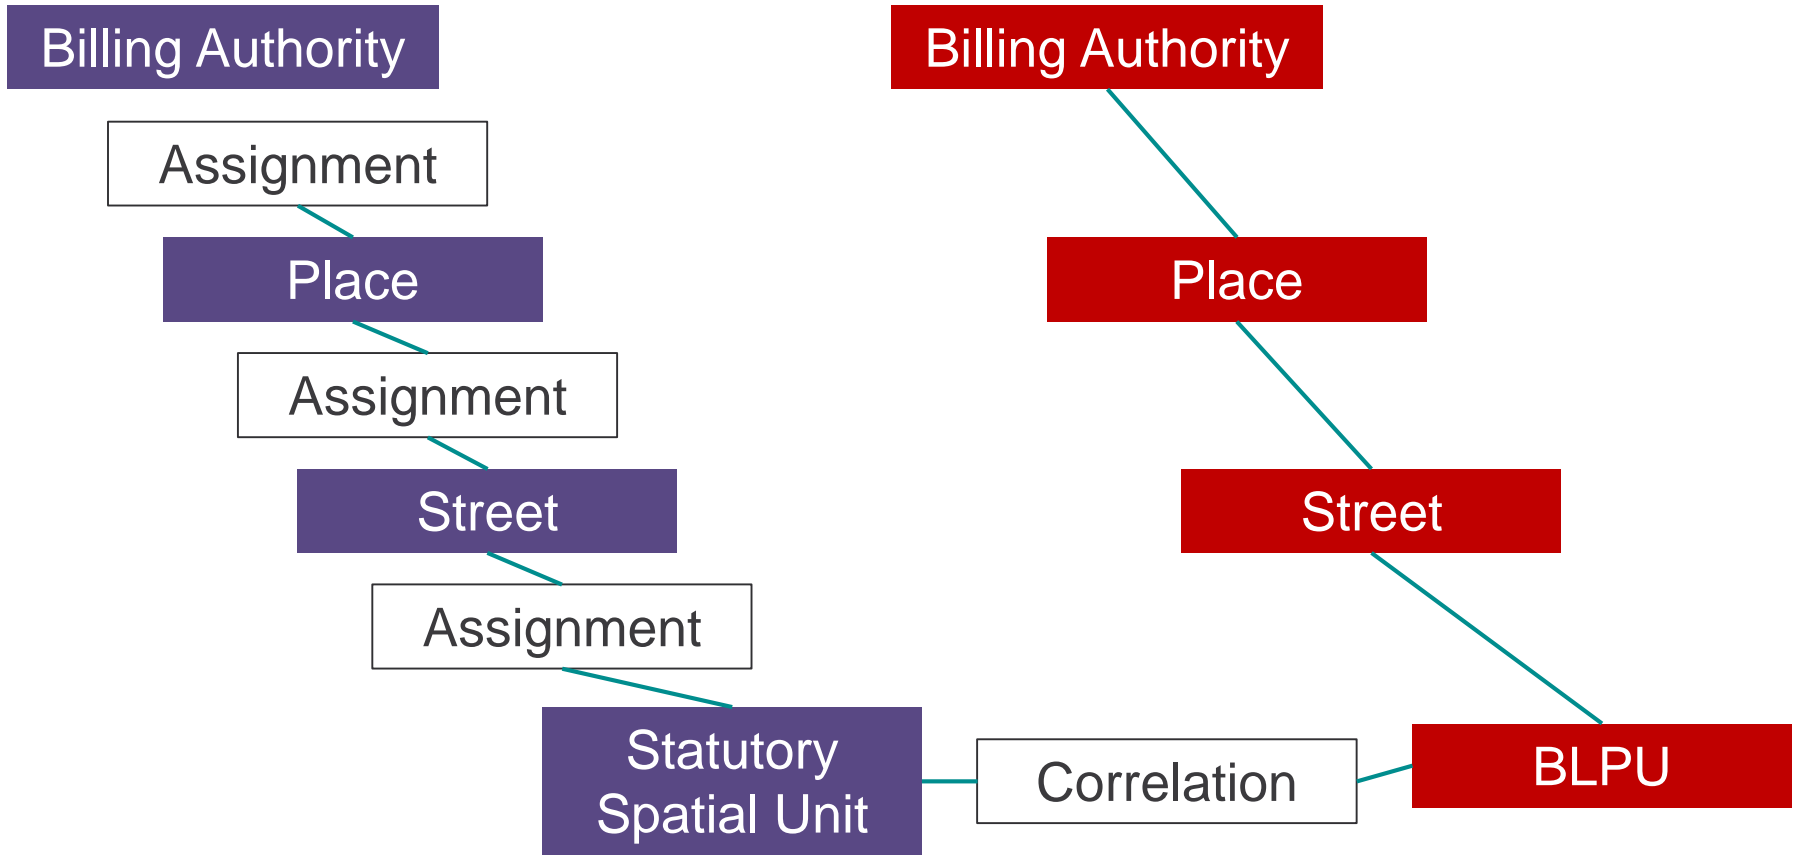 Billing Authority
Assignment
Place
Assignment
Street
Assignment
Statutory
Spatial Unit
Correlation
Billing Authority
Place
Street
BLPU